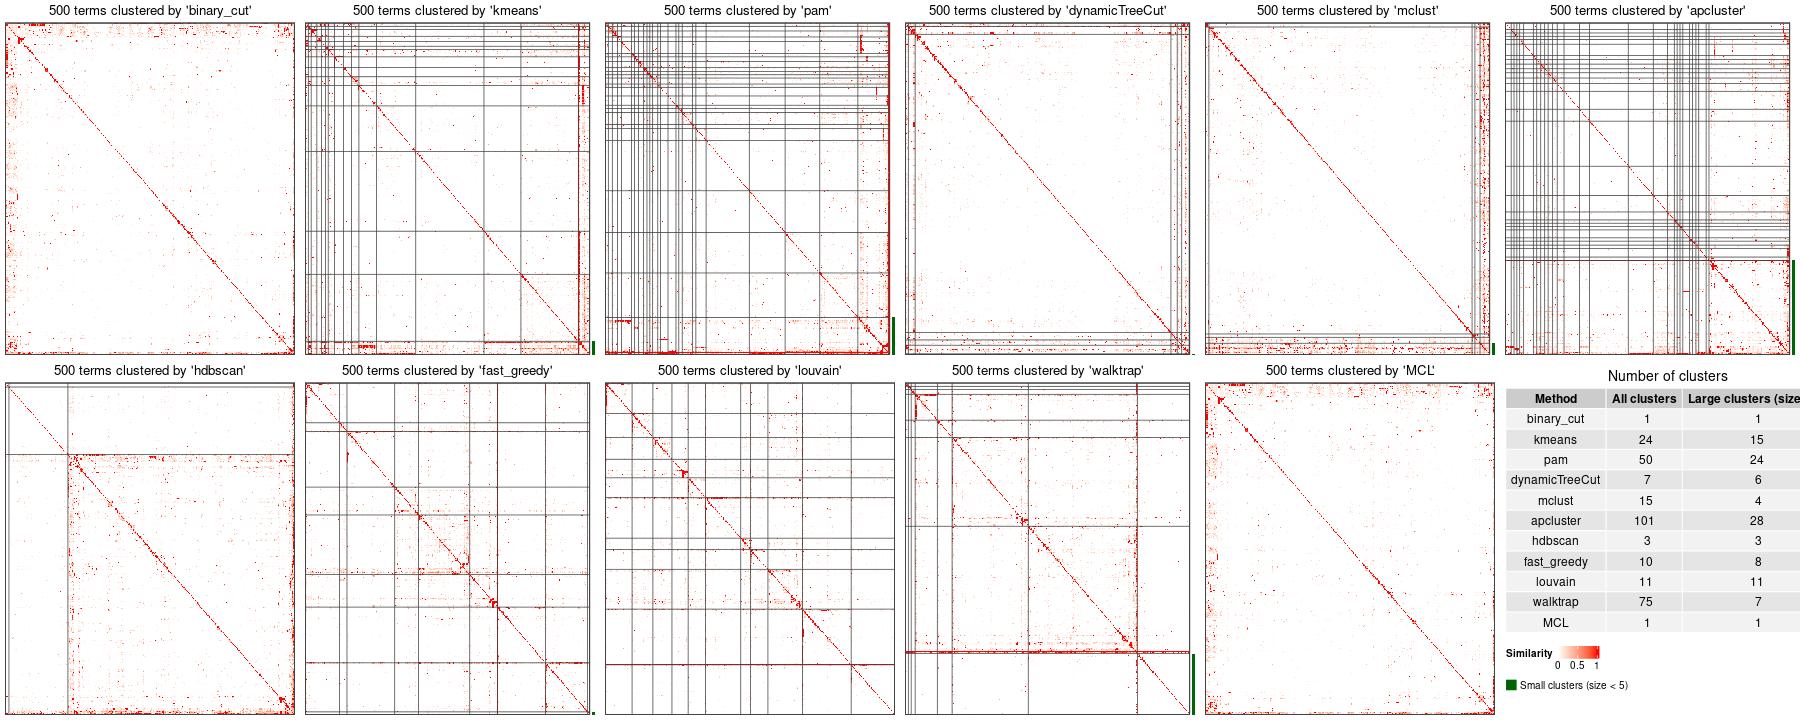 500 terms clustered by 'binary_cut'
500 terms clustered by 'kmeans'
500 terms clustered by 'pam'
500 terms clustered by 'dynamicTreeCut'
500 terms clustered by 'mclust'
500 terms clustered by 'apcluster'
500 terms clustered by 'hdbscan'
500 terms clustered by 'fast_greedy'
500 terms clustered by 'louvain'
500 terms clustered by 'walktrap'
500 terms clustered by 'MCL'
Number of clusters
Method All clusters Large clusters (size
binary_cut 1 1
kmeans 24 15
pam 50 24
dynamicTreeCut 7 6
mclust 15 4
apcluster 101 28
hdbscan 3 3
fast_greedy 10 8
louvain 11 11
walktrap 75 7
MCL 1 1
Similarity
0 0.5 1
Small clusters (size < 5)